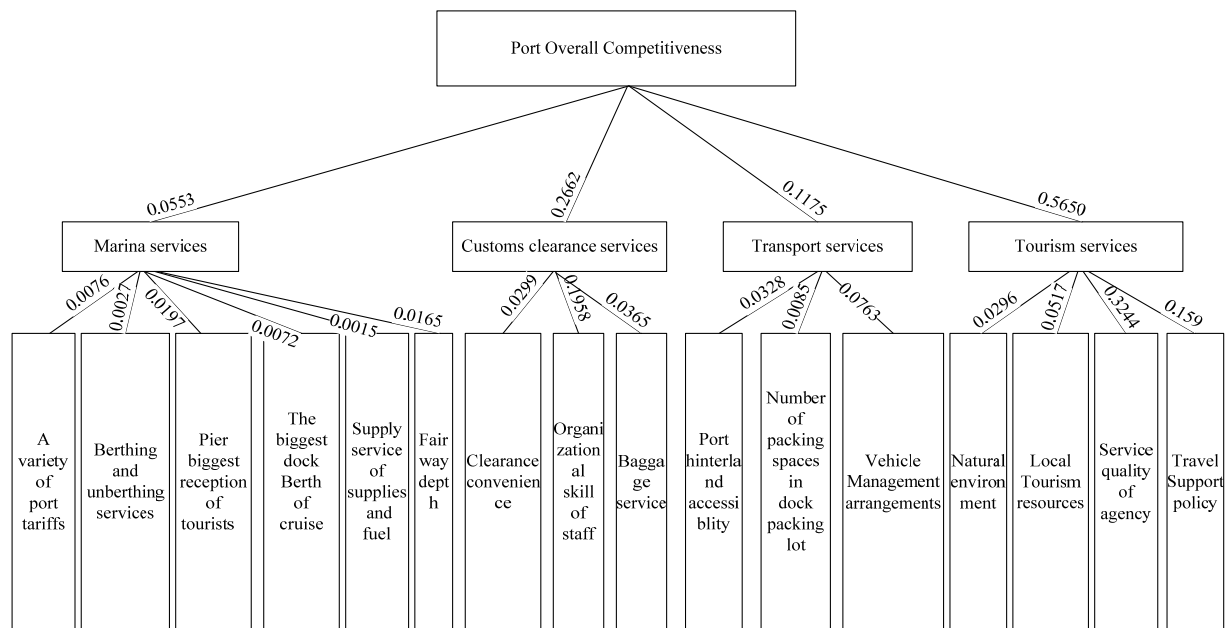 Port Overall Competitiveness
0.0553
0.2662
0.1175
0.5650
Marina services
Customs clearance services
Transport services
Tourism services
0.0076
0.0027
0.0197
0.0072
0.0015
0.0165
0.0299
0.1958
0.0365
0.0328
0.0085
0.0763
0.0296
0.0517
0.3244
0.159
A
variety
of
port
tariffs
Berthing
and
unberthing
services
Pier
biggest
reception
of
tourists
The
biggest
dock
Berth
of
cruise
Supply
service
of
supplies
and
fuel
Fair
way
dept
h
Clearance
convenien
ce
Organi
zation
al
skill
of
staff
Bagga
ge
service
Port
hinterla
nd
accessi
blity
Number
of
packing
spaces
in
dock
packing
lot
Vehicle
Management
arrangements
Natural
environ
ment
Local
Tourism
resources
Service
quality
of
agency
Travel
Support
policy